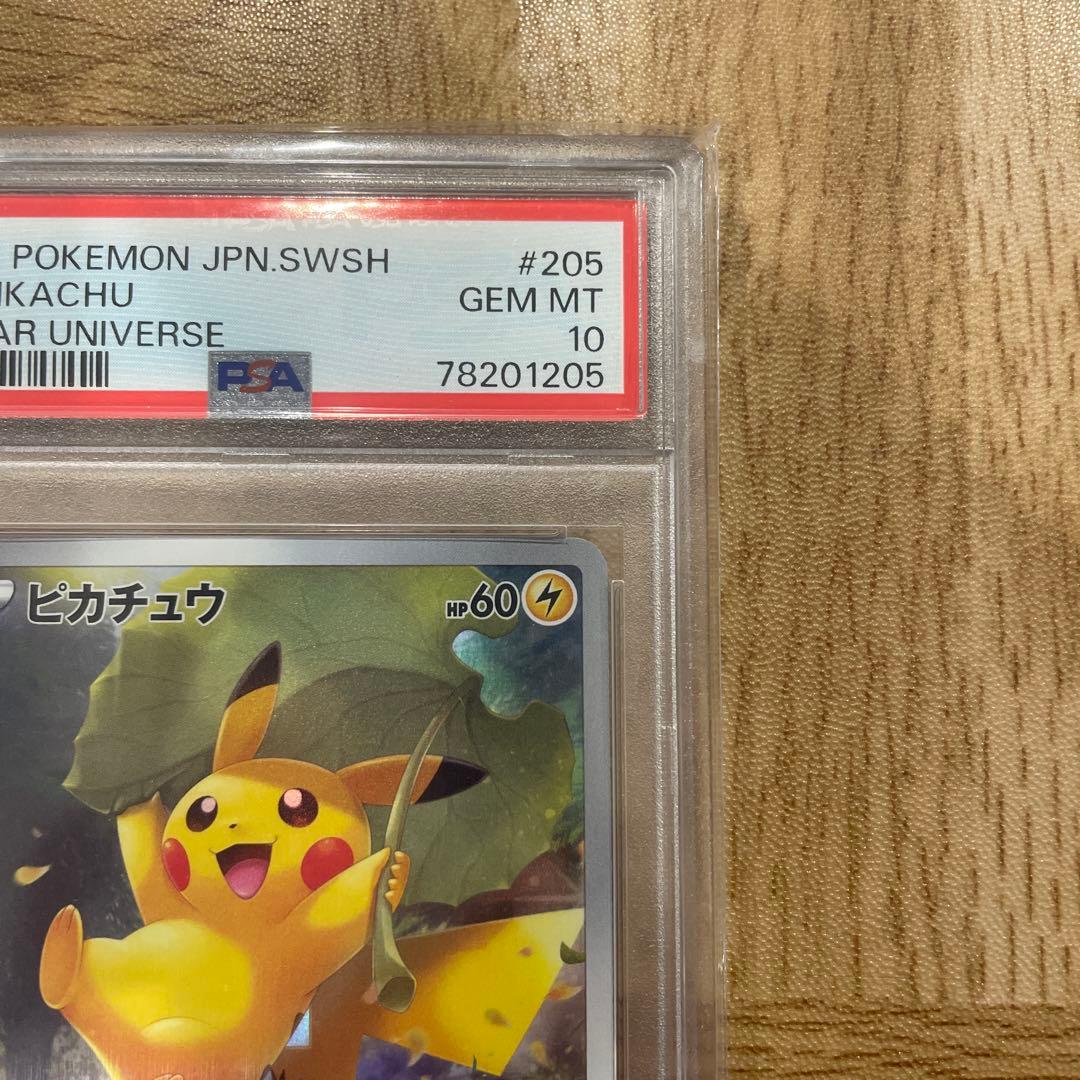 POKEMON JPN.SWSH #205
IKACHU GEM MT
AR UNIVERSE 10
PSA 78201205
ピカチュウ HP60